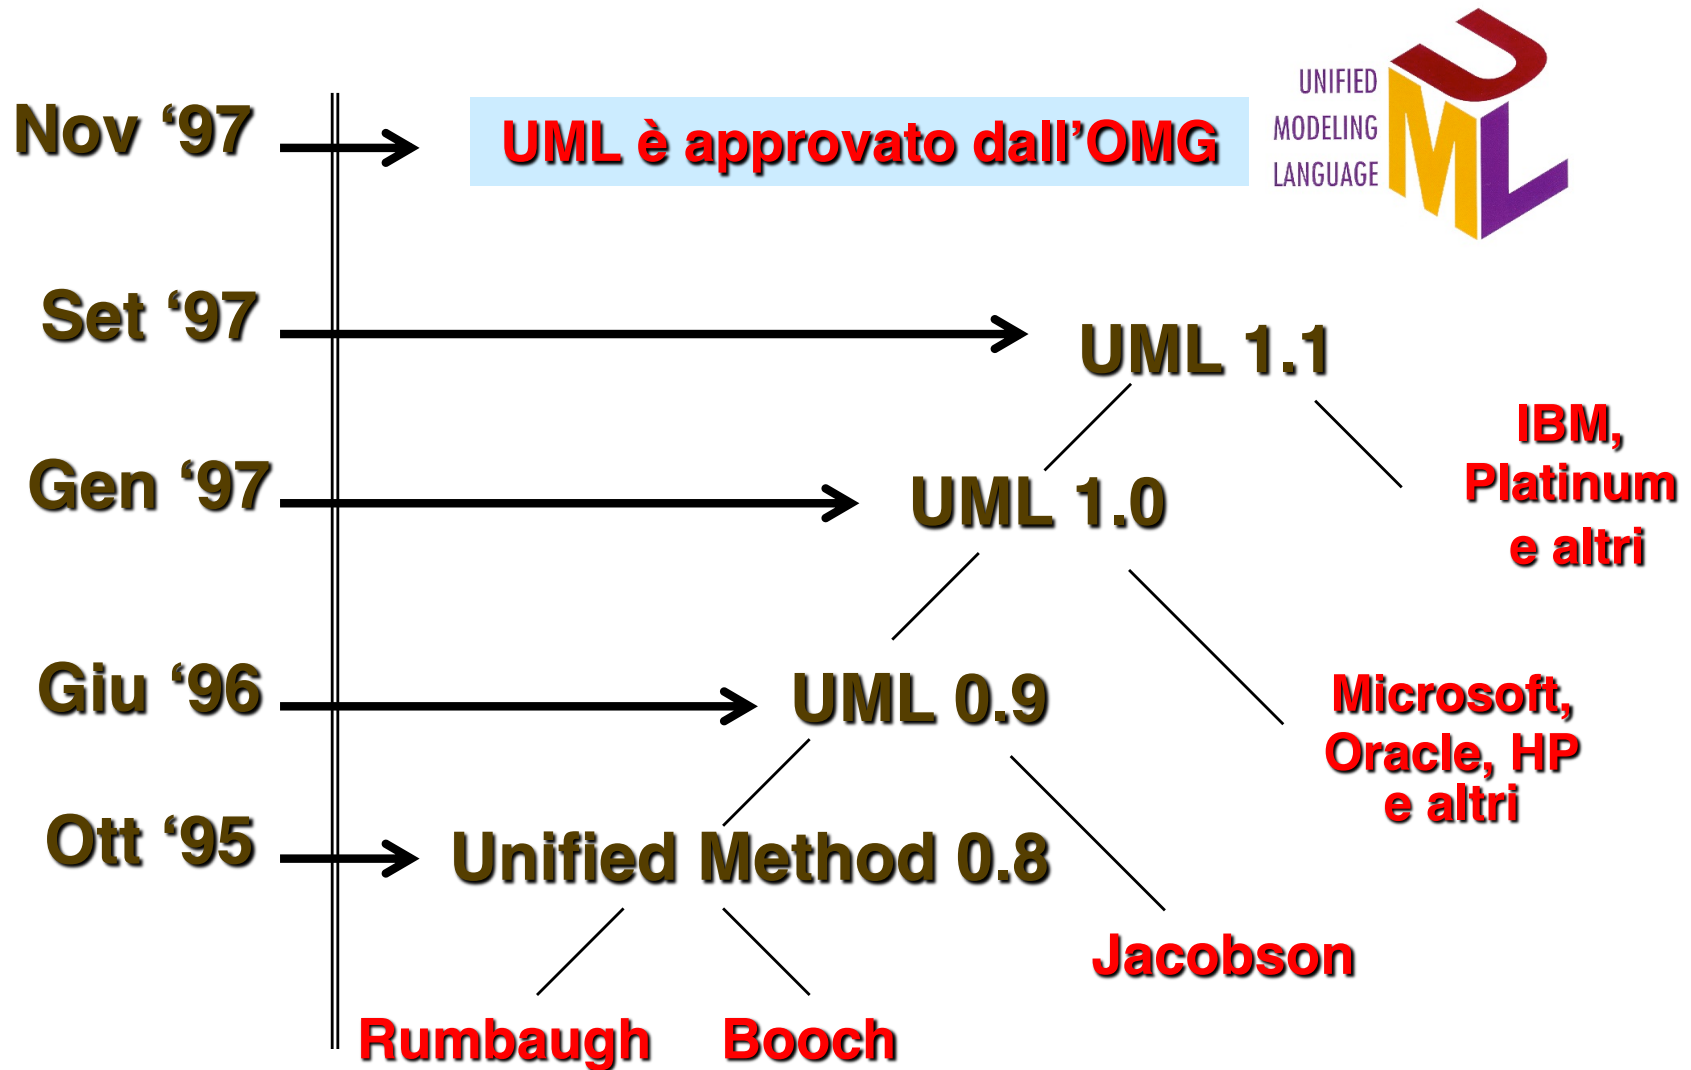 Nov ‘97
UML è approvato dall’OMG
UNIFIED
MODELING
LANGUAGE
UML
Set ‘97
UML 1.1
IBM,
Platinum
e altri
Gen ‘97
UML 1.0
Giu ‘96
UML 0.9
Microsoft,
Oracle, HP
e altri
Ott ‘95
Unified Method 0.8
Jacobson
Rumbaugh
Booch